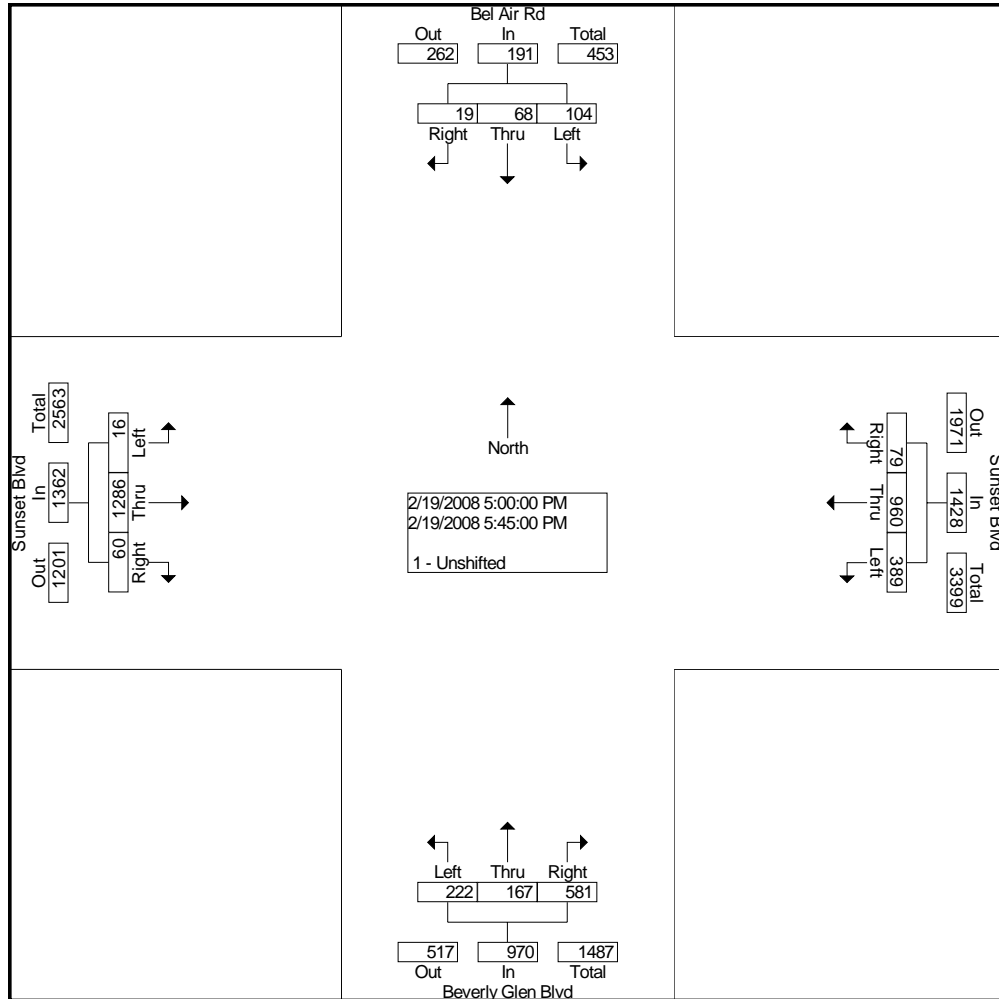 Bel Air Rd
Out In Total
262 191 453
19 68 104
Right Thru Left
Sunset Blvd
Total In Out
2563 1362 1201
16 1286 60
Left Thru Right
North
2/19/2008 5:00:00 PM
2/19/2008 5:45:00 PM
1 - Unshifted
Right Thru Left
79 960 389
1971 1428 3399
Out In Total
Sunset Blvd
Left Thru Right
222 167 581
517 970 1487
Out In Total
Beverly Glen Blvd